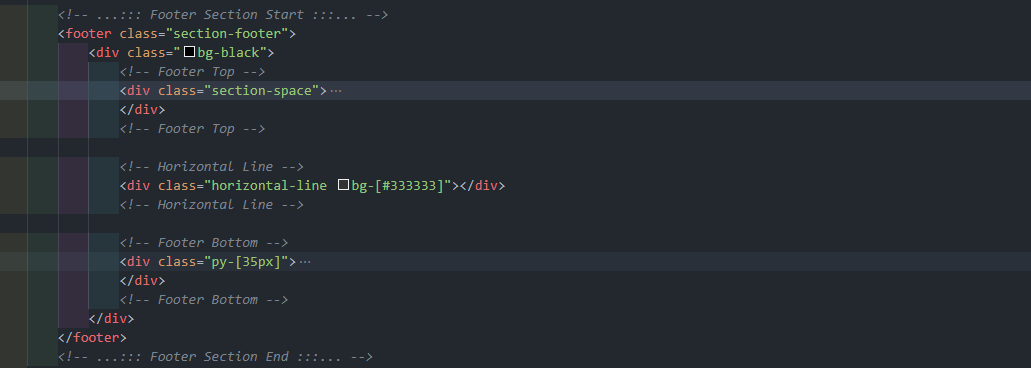 <!-- ...::: Footer Section Start :::... -->
<footer class="section-footer">
<div class="bg-black">
<!-- Footer Top -->
<div class="section-space">···
</div>
<!-- Footer Top -->
<!-- Horizontal Line -->
<div class="horizontal-line bg-[#333333]"></div>
<!-- Horizontal Line -->
<!-- Footer Bottom -->
<div class="py-[35px]">···
</div>
<!-- Footer Bottom -->
</div>
</footer>
<!-- ...::: Footer Section End :::... -->